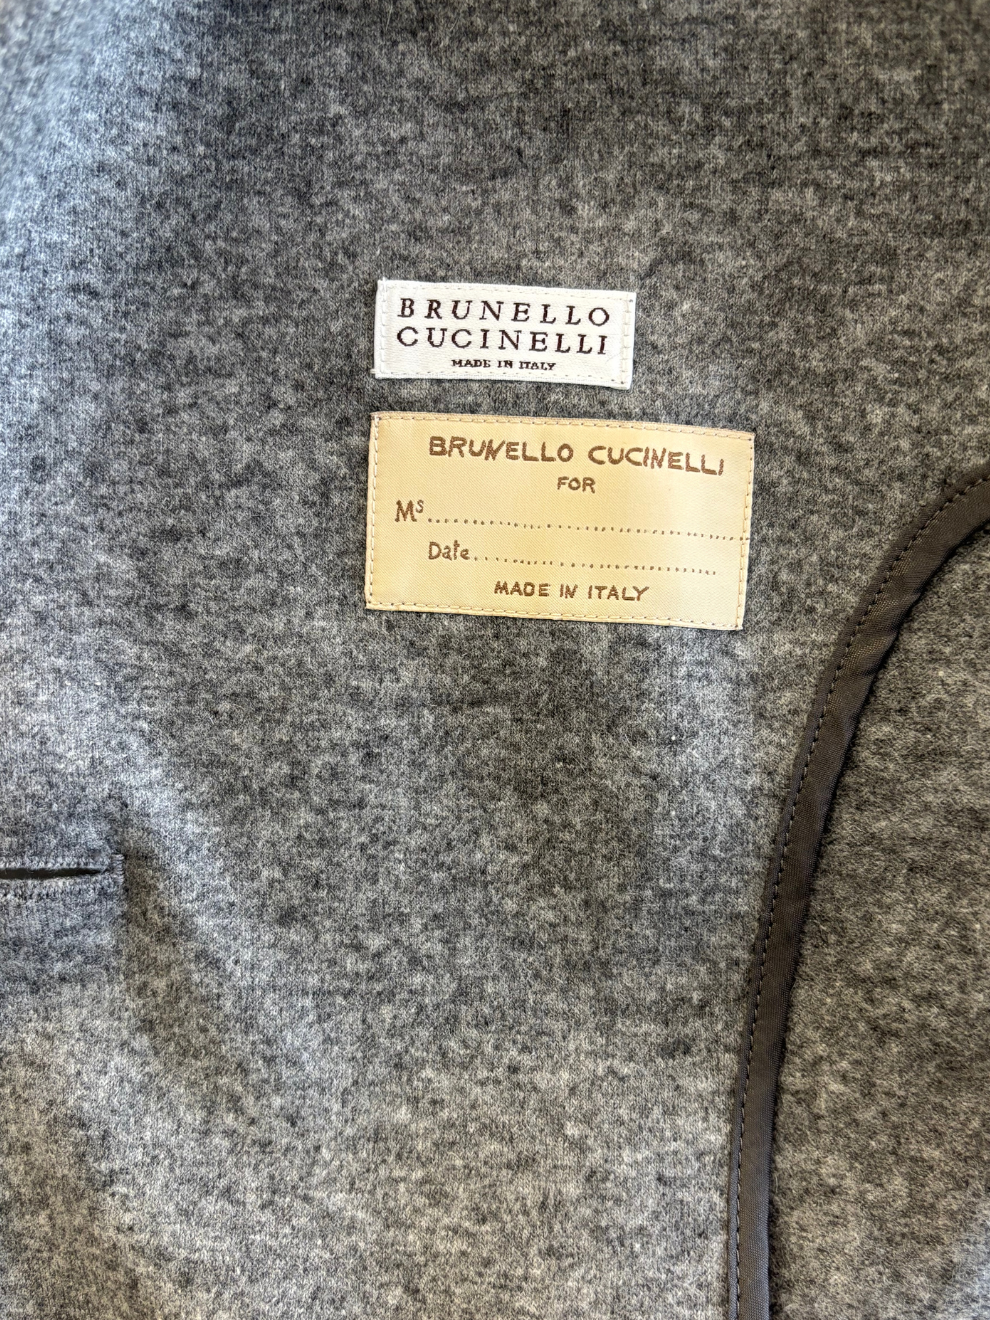 BRUNELLO
CUCINELLI
MADE IN ITALY
BRUNELLO CUCINELLI
FOR
Ms..............................................
Date.......................................
MADE IN ITALY